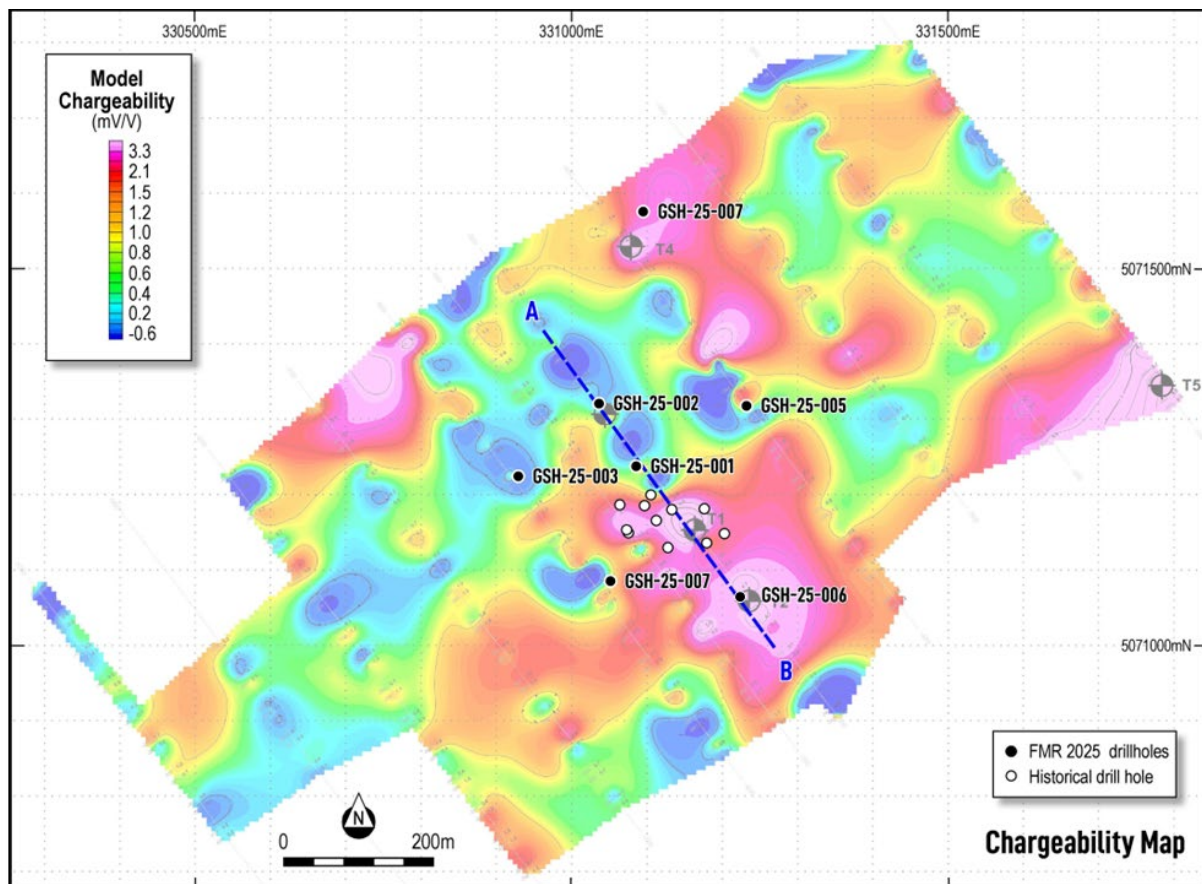 330500mE
331000mE
331500mE
Model
Chargeability
(mV/V)
3.3
2.1
1.5
1.2
1.0
0.8
0.6
0.4
0.2
-0.6
GSH-25-007
T4
5071500mN
A
T5
GSH-25-002
GSH-25-005
GSH-25-001
GSH-25-003
T1
GSH-25-007
GSH-25-006
T2
5071000mN
B
FMR 2025 drillholes
Historical drill hole
N
0
200m
Chargeability Map